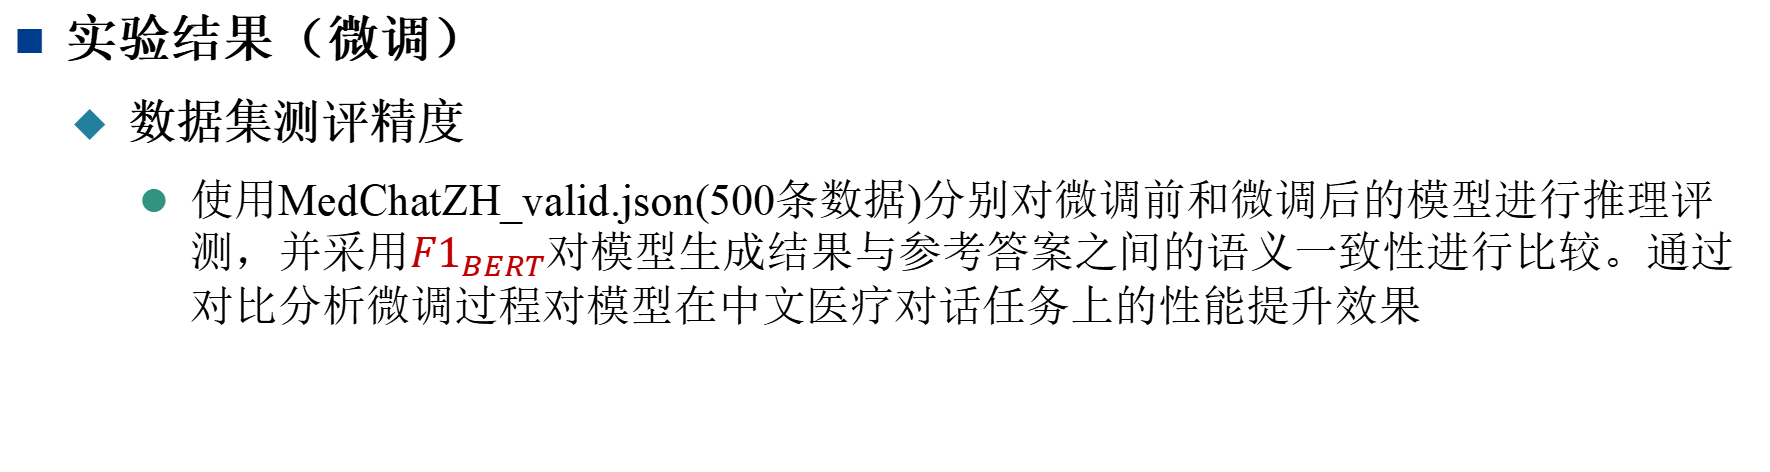 实验结果（微调）
数据集测评精度
使用MedChatZH_valid.json(500条数据)分别对微调前和微调后的模型进行推理评
测，并采用F1_BERT对模型生成结果与参考答案之间的语义一致性进行比较。通过
对比分析微调过程对模型在中文医疗对话任务上的性能提升效果